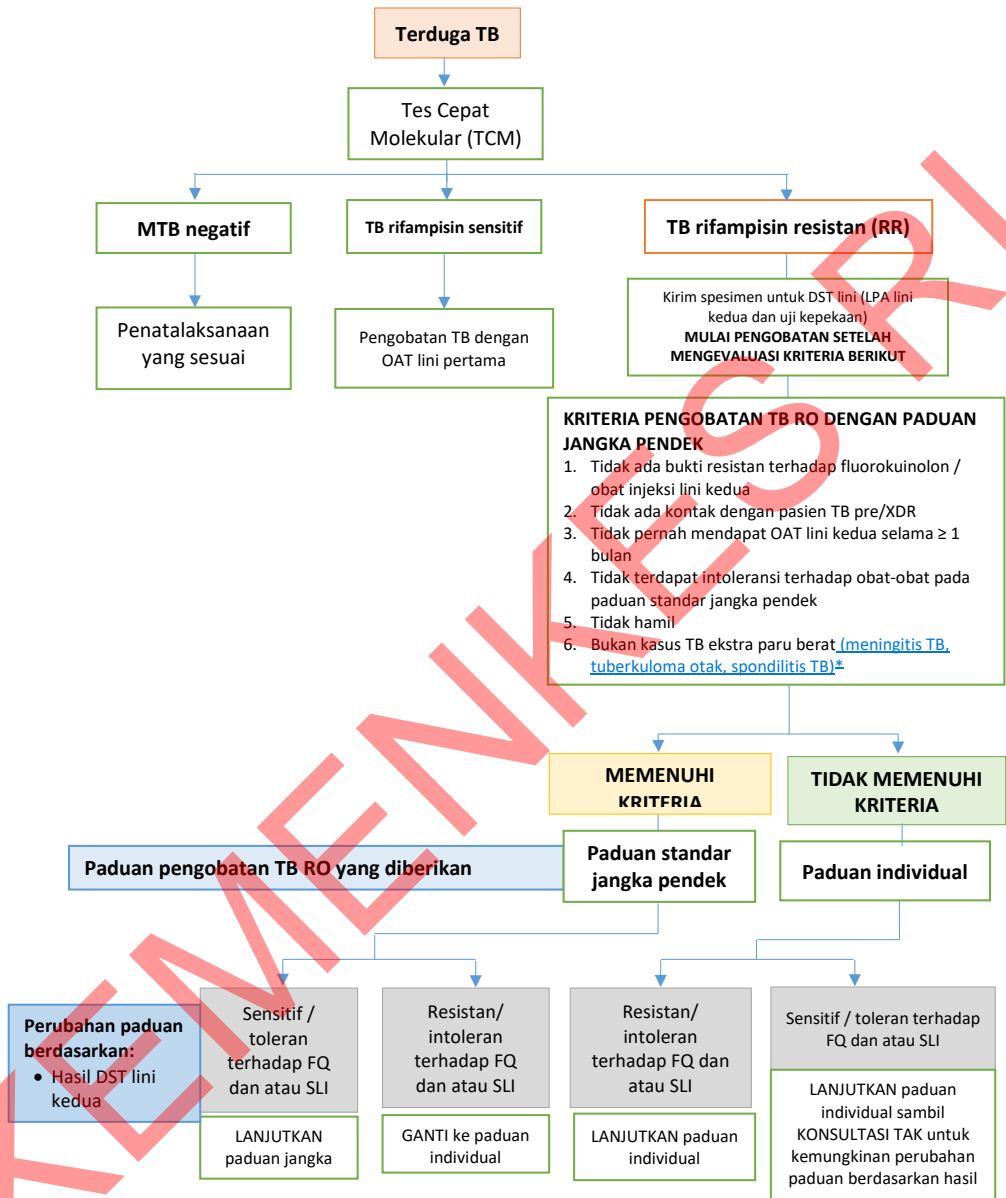 Terduga TB
Tes Cepat
Molekular (TCM)
MTB negatif
TB rifampisin sensitif
TB rifampisin resistan (RR)
Penatalaksanaan
yang sesuai
Pengobatan TB dengan
OAT lini pertama
Kirim spesimen untuk DST lini (LPA lini
kedua dan uji kepekaan)
MULAI PENGOBATAN SETELAH
MENGEVALUASI KRITERIA BERIKUT
KRITERIA PENGOBATAN TB RO DENGAN PADUAN
JANGKA PENDEK
1. Tidak ada bukti resistan terhadap fluorokuinolon /
obat injeksi lini kedua
2. Tidak ada kontak dengan pasien TB pre/XDR
3. Tidak pernah mendapat OAT lini kedua selama ≥ 1
bulan
4. Tidak terdapat intoleransi terhadap obat-obat pada
paduan standar jangka pendek
5. Tidak hamil
6. Bukan kasus TB ekstra paru berat (meningitis TB,
tuberkuloma otak, spondilitis TB)*
MEMENUHI
KRITERIA
TIDAK MEMENUHI
KRITERIA
Paduan pengobatan TB RO yang diberikan
Paduan standar
jangka pendek
Paduan individual
Perubahan paduan
berdasarkan:
• Hasil DST lini
kedua
Sensitif /
toleran
terhadap FQ
dan atau SLI
Resistan/
intoleran
terhadap FQ
dan atau SLI
Resistan/
intoleran
terhadap FQ dan
atau SLI
Sensitif / toleran terhadap
FQ dan atau SLI
LANJUTKAN
paduan jangka
GANTI ke paduan
individual
LANJUTKAN paduan
individual
LANJUTKAN paduan
individual sambil
KONSULTASI TAK untuk
kemungkinan perubahan
paduan berdasarkan hasil
KEMENKES RI